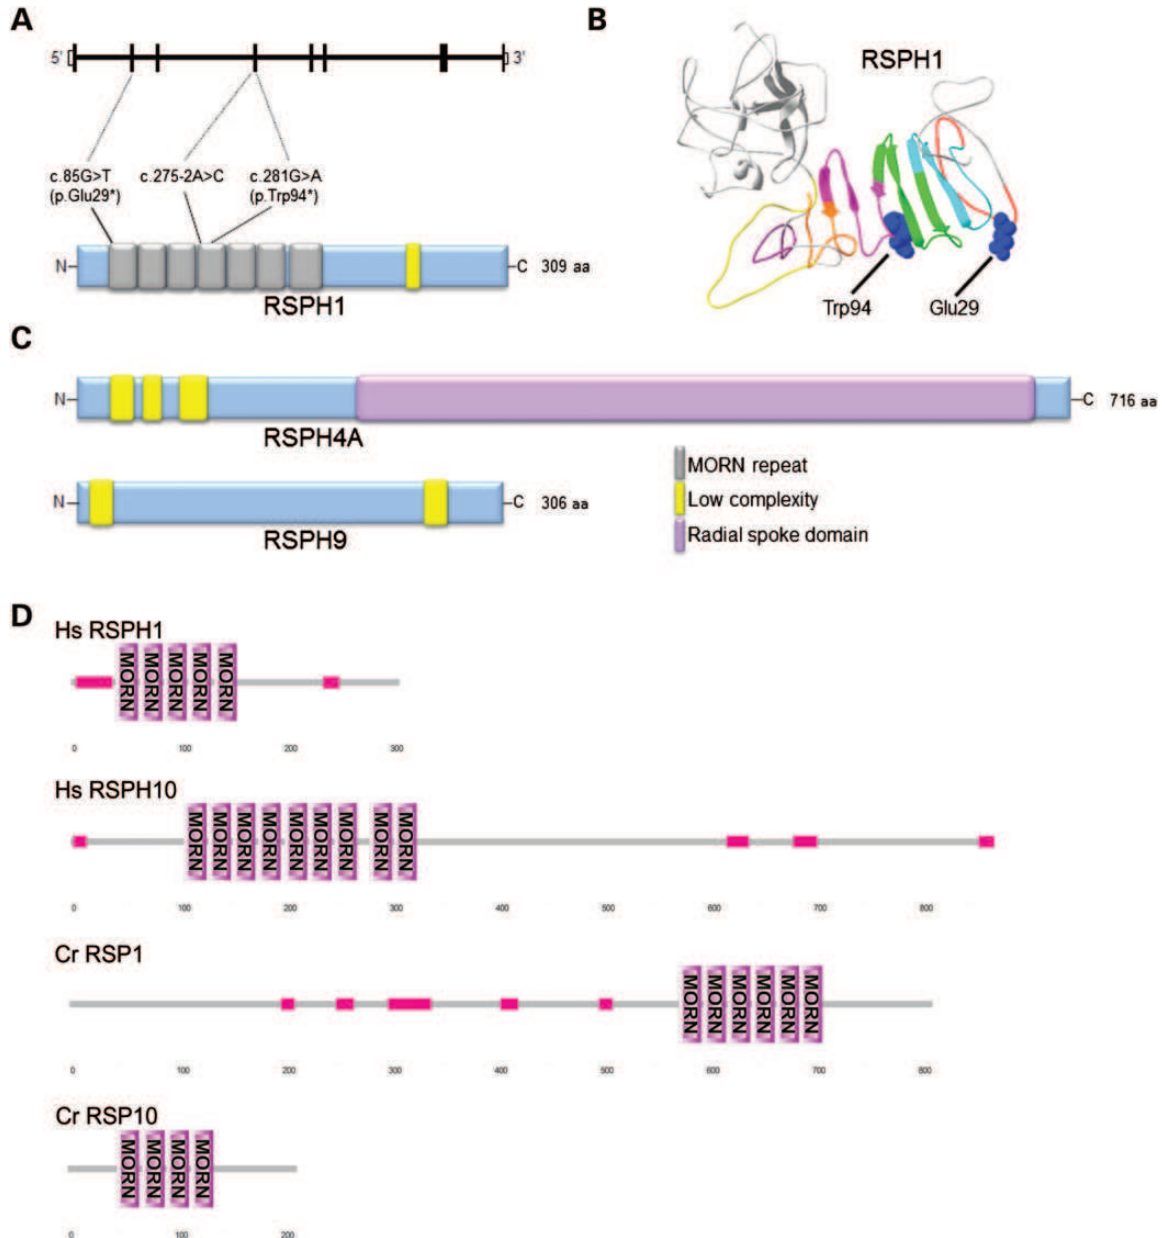 A
5' 3'
c.85G>T c.275-2A>C c.281G>A
(p.Glu29*) (p.Trp94*)
N C 309 aa
RSPH1
B
RSPH1
Trp94 Glu29
C
N C 716 aa
RSPH4A
N C 306 aa
RSPH9
MORN repeat
Low complexity
Radial spoke domain
D
Hs RSPH1
MORN MORN MORN MORN MORN
0 100 200 300
Hs RSPH10
MORN MORN MORN MORN MORN MORN MORN MORN MORN
0 100 200 300 400 500 600 700 800
Cr RSP1
MORN MORN MORN MORN MORN MORN
0 100 200 300 400 500 600 700 800
Cr RSP10
MORN MORN MORN MORN
0 100 200